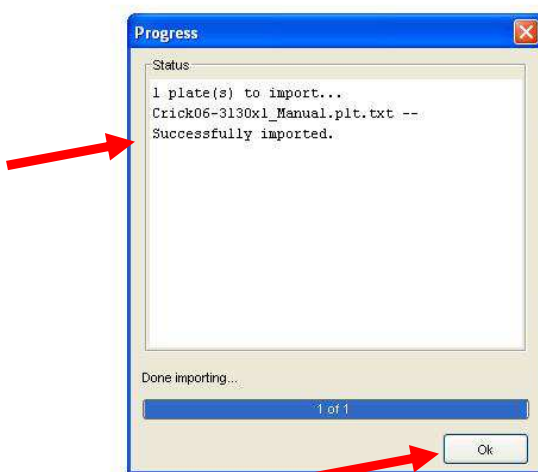 Progress
Status
1 plate(s) to import...
Crick06-3130xl_Manual.plt.txt --
Successfully imported.
Done importing...
1 of 1
Ok